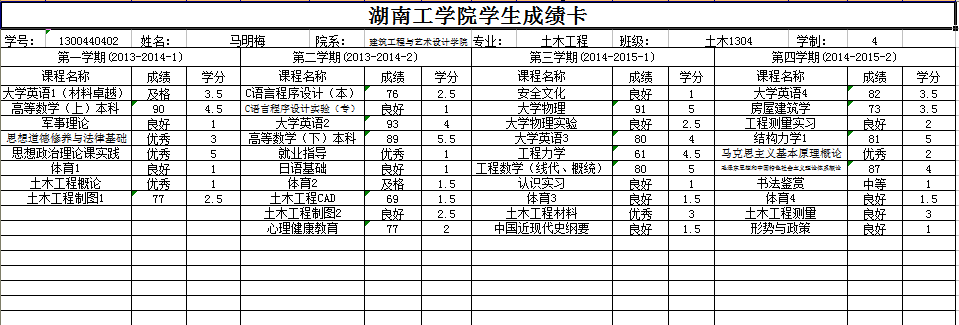 湖南工学院学生成绩卡
学号： 1300440402 姓名： 马明梅 院系： 建筑工程与艺术设计学院 专业： 土木工程 班级： 土木1304 学制： 4
第一学期(2013-2014-1) 第二学期(2013-2014-2) 第三学期(2014-2015-1) 第四学期(2014-2015-2)
课程名称 成绩 学分 课程名称 成绩 学分 课程名称 成绩 学分 课程名称 成绩 学分
大学英语1（材料卓越） 及格 3.5 C语言程序设计（本） 76 2.5 安全文化 良好 1 大学英语4 82 3.5
高等数学（上）本科 90 4.5 C语言程序设计实验（专） 良好 1 大学物理 91 5 房屋建筑学 73 3.5
军事理论 良好 1 大学英语2 93 4 大学物理实验 良好 2.5 工程测量实习 良好 2
思想道德修养与法律基础 优秀 3 高等数学（下）本科 89 5.5 大学英语3 80 4 结构力学1 81 5
思想政治理论课实践 优秀 5 就业指导 优秀 1 工程力学 61 4.5 马克思主义基本原理概论 优秀 2
体育1 良好 1 日语基础 良好 1 工程数学（线代、概统） 80 5 毛泽东思想和中国特色社会主义理论体系概论 87 4
土木工程概论 优秀 1 体育2 及格 1.5 认识实习 良好 1 书法鉴赏 中等 1
土木工程制图1 77 2.5 土木工程CAD 69 1.5 体育3 良好 1.5 体育4 良好 1.5
土木工程制图2 良好 2.5 土木工程材料 优秀 3 土木工程测量 良好 3
心理健康教育 77 2 中国近现代史纲要 良好 1.5 形势与政策 良好 1